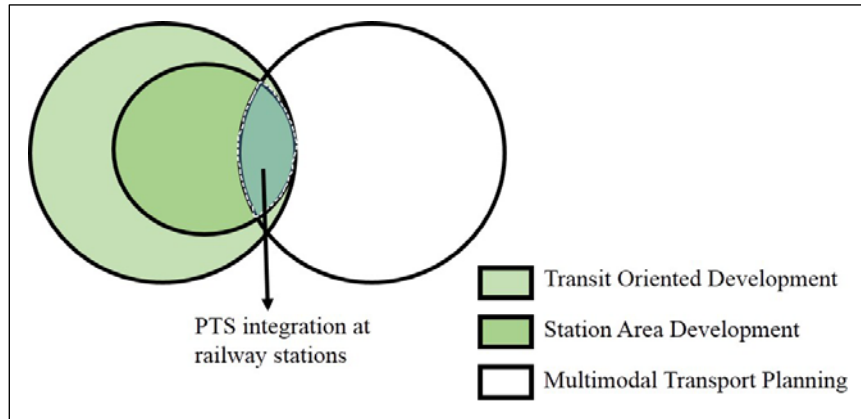 PTS integration at
railway stations
Transit Oriented Development
Station Area Development
Multimodal Transport Planning